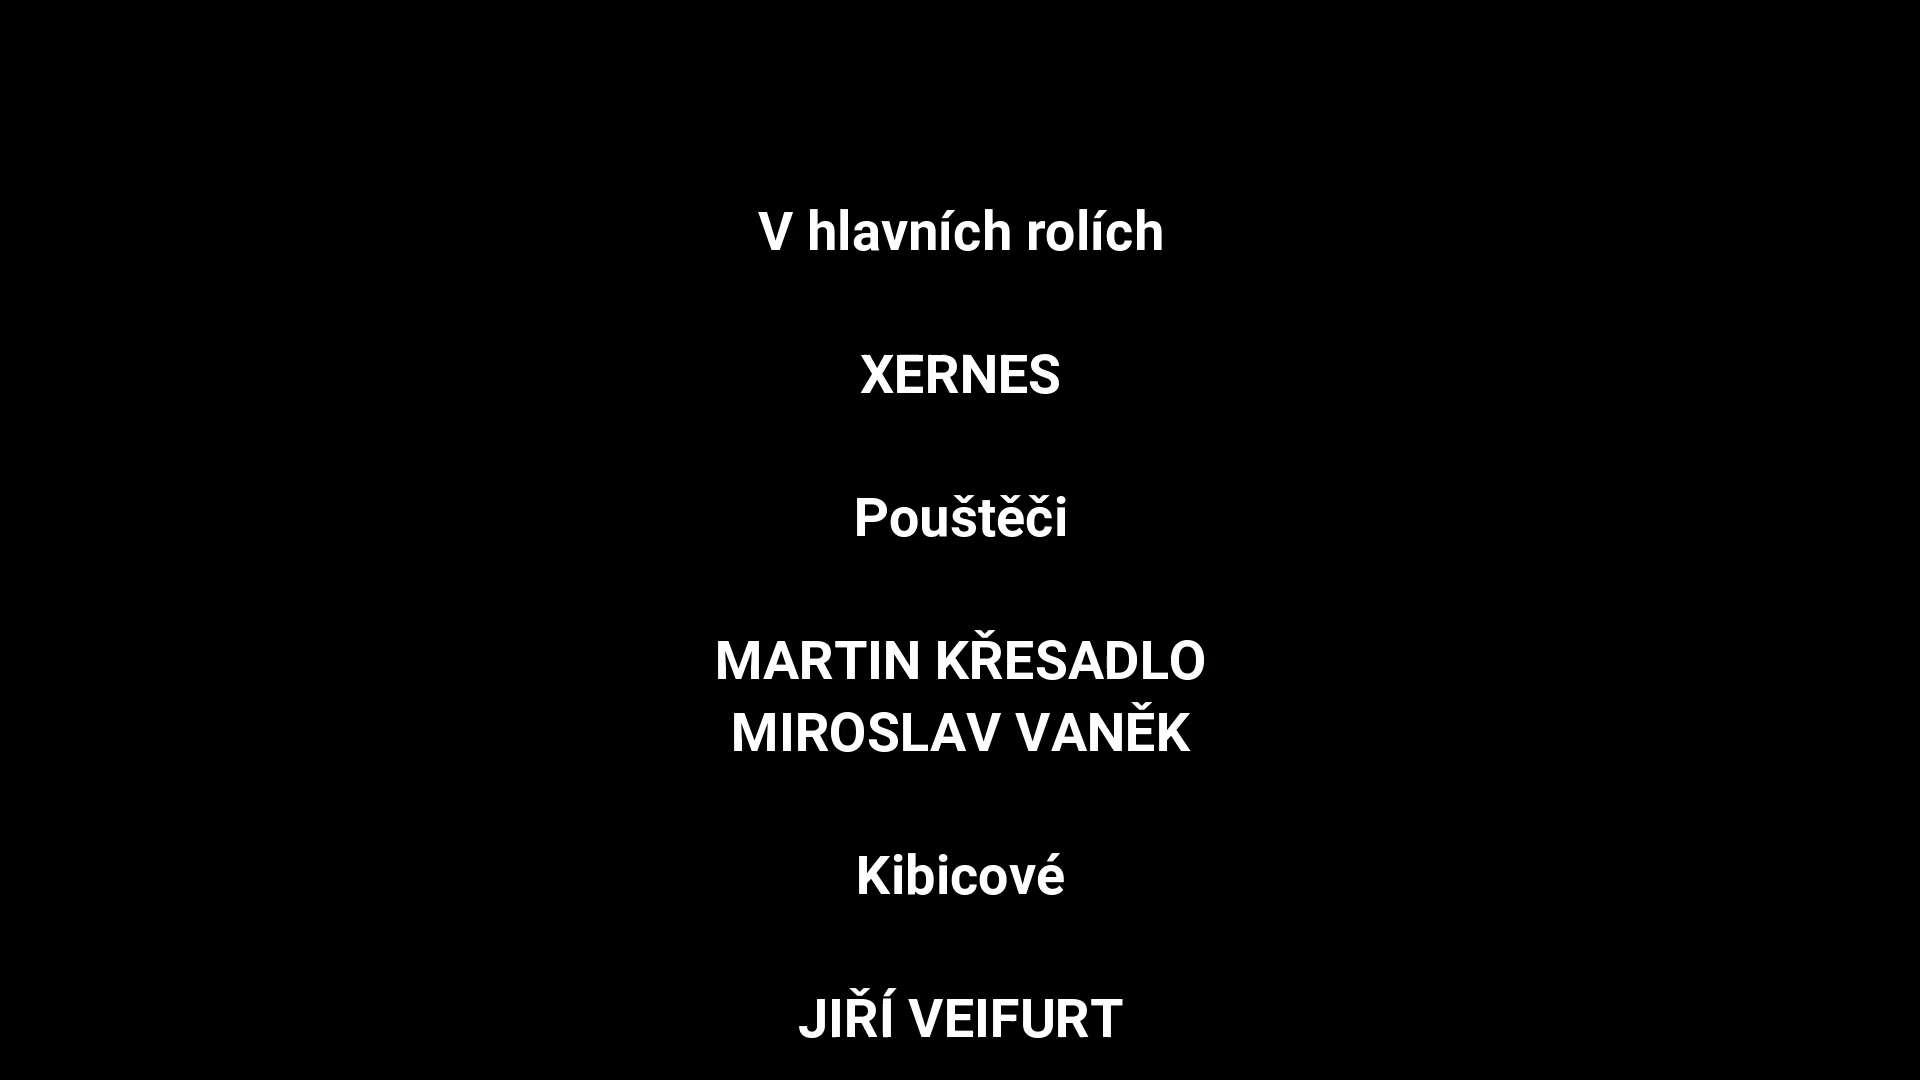 V hlavních rolích
XERNES
Pouštěči
MARTIN KŘESADLO
MIROSLAV VANĚK
Kibicové
JIŘÍ VEIFURT